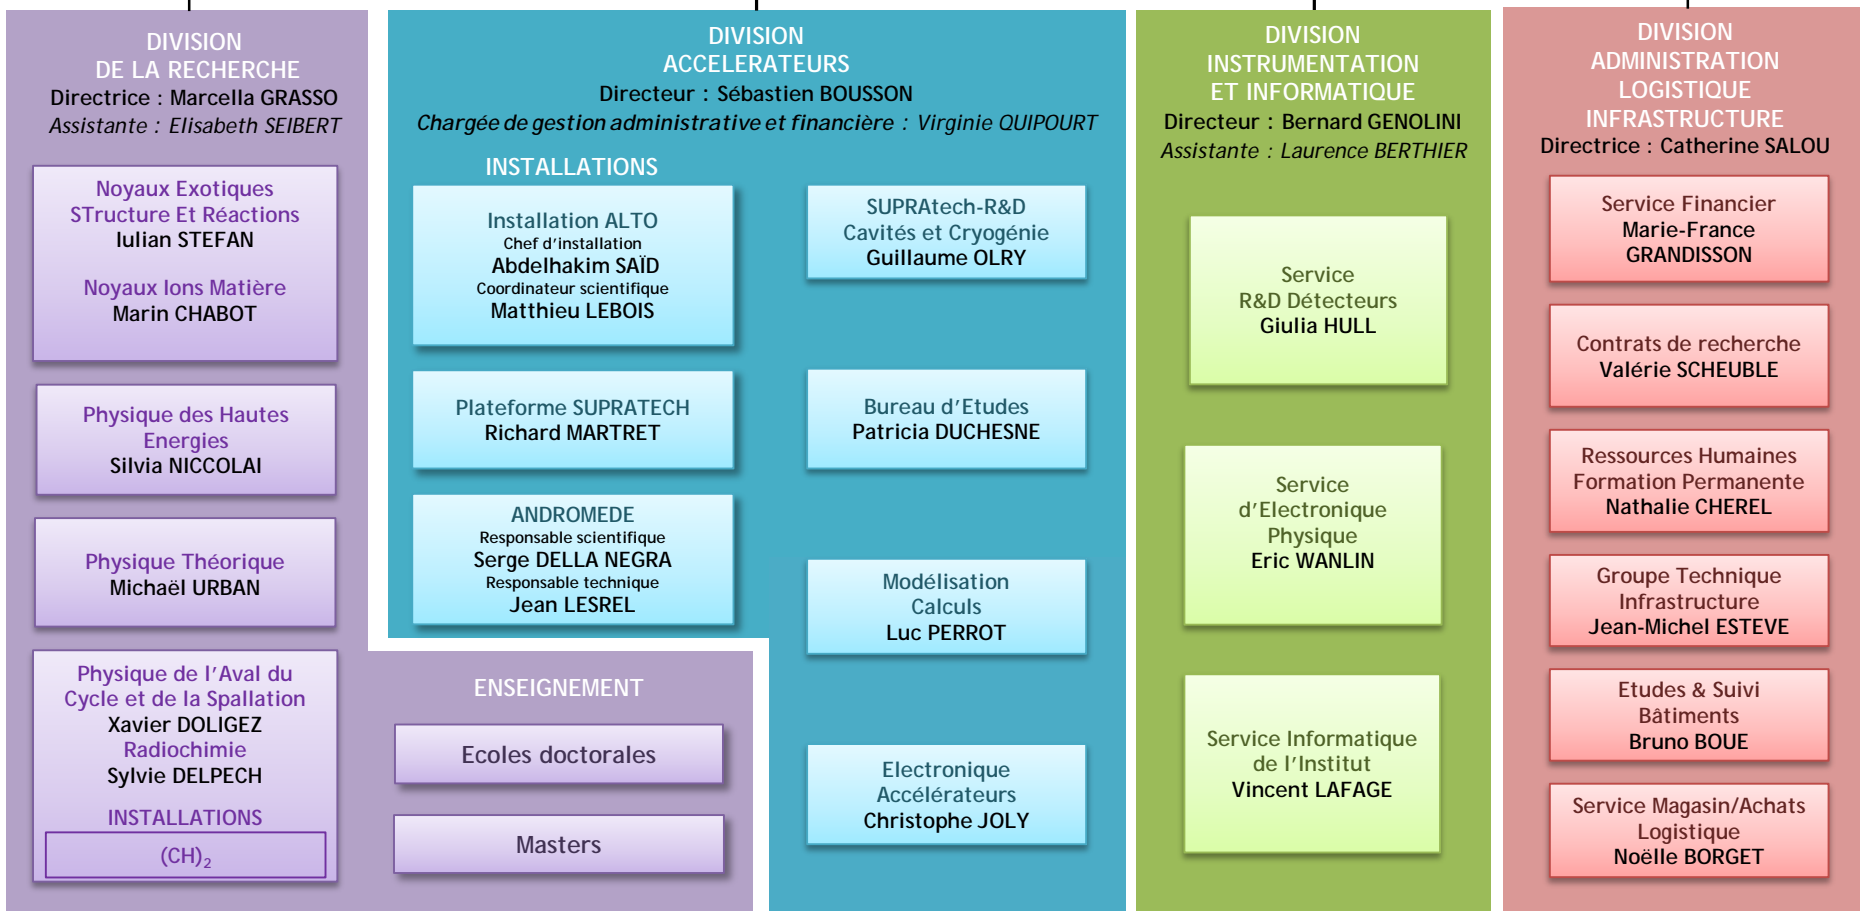 DIVISION
DE LA RECHERCHE
Directrice : Marcella GRASSO
Assistante : Elisabeth SEIBERT
Noyaux Exotiques
STructure Et Réactions
Iulian STEFAN
Noyaux Ions Matière
Marin CHABOT
Physique des Hautes
Energies
Silvia NICCOLAI
Physique Théorique
Michaël URBAN
Physique de l'Aval du
Cycle et de la Spallation
Xavier DOLIGEZ
Radiochimie
Sylvie DELPECH
INSTALLATIONS
(CH)₂
ENSEIGNEMENT
Ecoles doctorales
Masters
DIVISION
ACCELERATEURS
Directeur : Sébastien BOUSSON
Chargée de gestion administrative et financière : Virginie QUIPOURT
INSTALLATIONS
Installation ALTO
Chef d'installation
Abdelhakim SAÏD
Coordinateur scientifique
Matthieu LEBOIS
Plateforme SUPRATECH
Richard MARTRET
ANDROMEDE
Responsable scientifique
Serge DELLA NEGRA
Responsable technique
Jean LESREL
SUPRAtech-R&D
Cavités et Cryogénie
Guillaume OLRY
Bureau d'Etudes
Patricia DUCHESNE
Modélisation
Calculs
Luc PERROT
Electronique
Accélérateurs
Christophe JOLY
DIVISION
INSTRUMENTATION
ET INFORMATIQUE
Directeur : Bernard GENOLINI
Assistante : Laurence BERTHIER
Service
R&D Détecteurs
Giulia HULL
Service
d'Electronique
Physique
Eric WANLIN
Service Informatique
de l'Institut
Vincent LAFAGE
DIVISION
ADMINISTRATION
LOGISTIQUE
INFRASTRUCTURE
Directrice : Catherine SALOU
Service Financier
Marie-France
GRANDISSON
Contrats de recherche
Valérie SCHEUBLE
Ressources Humaines
Formation Permanente
Nathalie CHEREL
Groupe Technique
Infrastructure
Jean-Michel ESTEVE
Etudes & Suivi
Bâtiments
Bruno BOUE
Service Magasin/Achats
Logistique
Noëlle BORGET